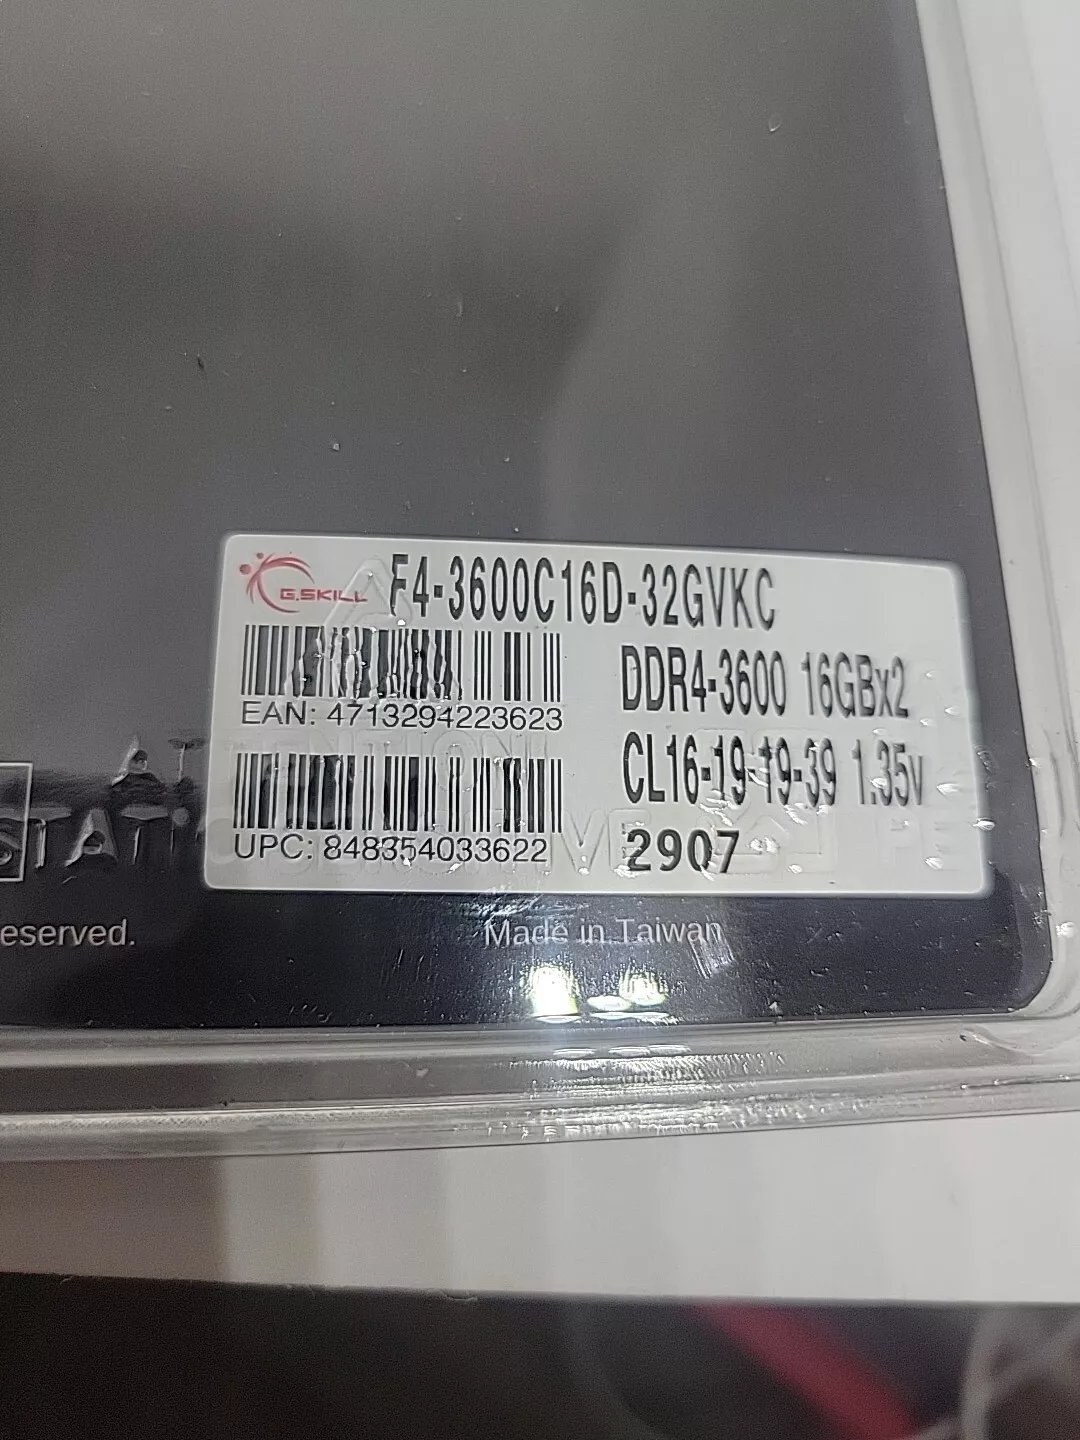 G.SKILL F4-3600C16D-32GVKC
DDR4-3600 16GBx2
EAN: 4713294223623
CL16-19-19-39 1.35v
UPC: 848354033622
2907
eserved.
Made in Taiwan